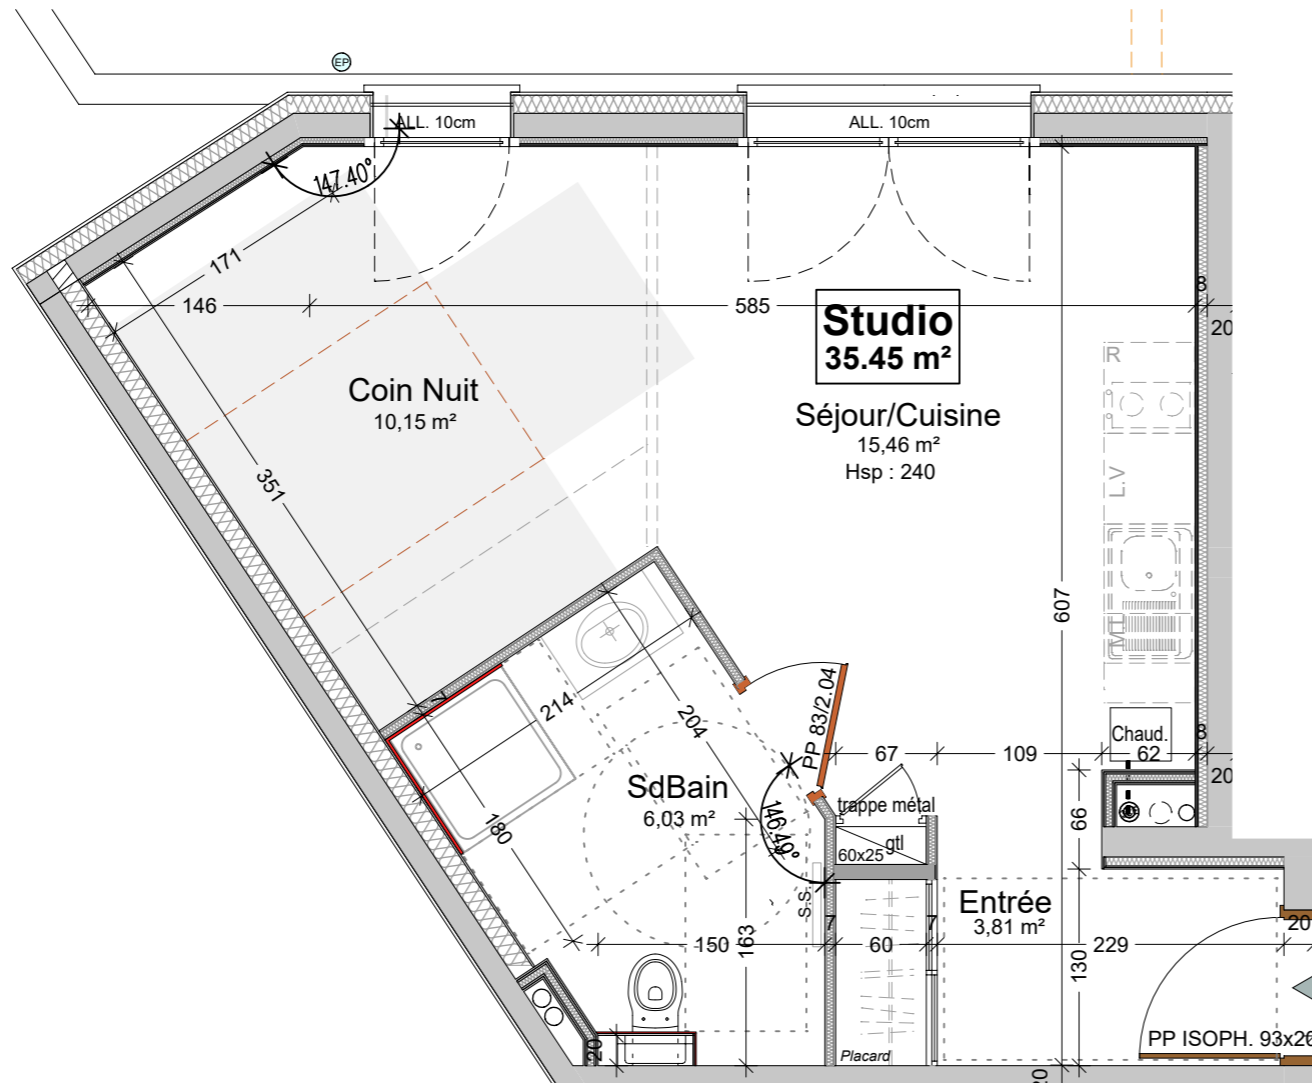 EP
ALL. 10cm
ALL. 10cm
147.40°
171
146
585
8
20
Studio
35.45 m²
R
Coin Nuit
10,15 m²
Séjour/Cuisine
15,46 m²
Hsp : 240
L.V
351
607
M.L
7
214
204
PP 83/2.04
67
109
Chaud.
62
8
20
SdBain
6,03 m²
146.40°
trappe métal
gtl
60x25
66
180
S.S.
Entrée
3,81 m²
7
7
150
163
60
229
20
130
PP ISOPH. 93x20
20
Placard
20